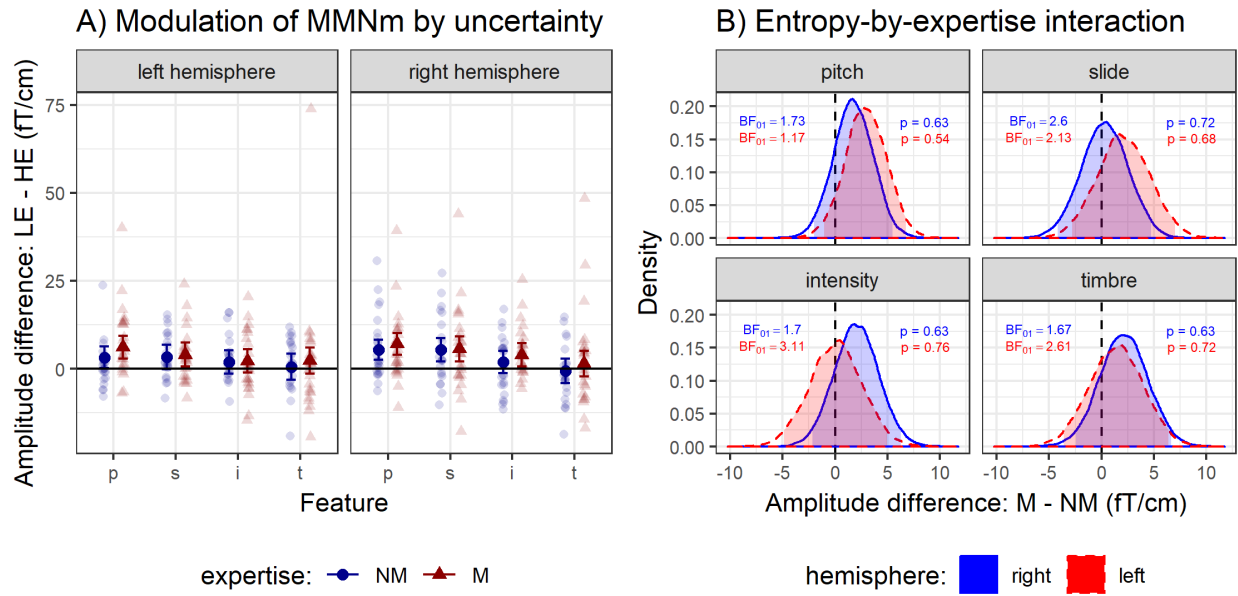 A) Modulation of MMNm by uncertainty
left hemisphere
right hemisphere
Amplitude difference: LE - HE (fT/cm)
75
50
25
0
p s i t
p s i t
Feature
expertise: NM M
B) Entropy-by-expertise interaction
pitch
slide
Density
0.20
0.15
0.10
0.05
0.00
BF01 = 1.73 p = 0.63
BF01 = 1.17 p = 0.54
BF01 = 2.6 p = 0.72
BF01 = 2.13 p = 0.68
intensity
timbre
0.20
0.15
0.10
0.05
0.00
BF01 = 1.7 p = 0.63
BF01 = 3.11 p = 0.76
BF01 = 1.67 p = 0.63
BF01 = 2.61 p = 0.72
-10 -5 0 5 10
-10 -5 0 5 10
Amplitude difference: M - NM (fT/cm)
hemisphere: right left